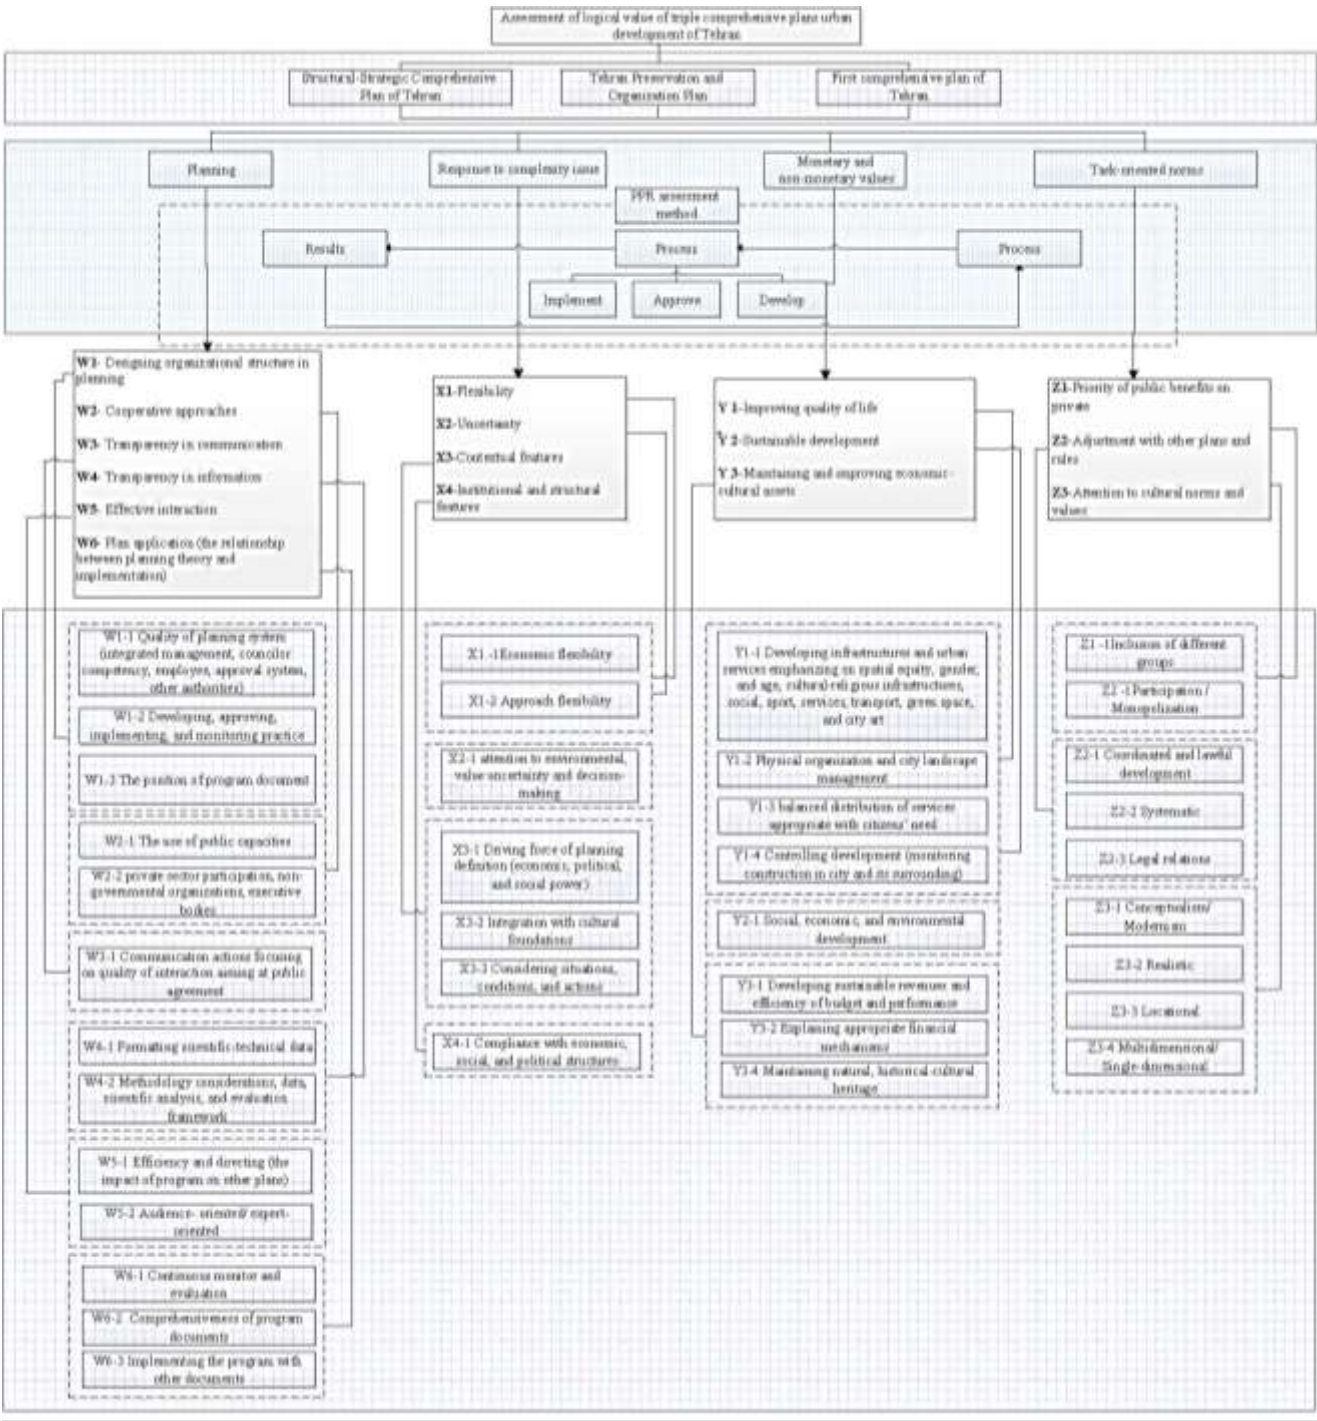 Assessment of logical value of triple comprehensive plans urban
development of Tehran
Structural-Strategic Comprehensive
Plan of Tehran
Tehran Preservation and
Organization Plan
First comprehensive plan of
Tehran
Planning
Response to complexity issue
Monetary and
non-monetary values
Task-oriented norms
PPR assessment
method
Results
Process
Process
Implement
Approve
Develop
W1- Designing organizational structure in
planning
W2- Cooperative approaches
W3- Transparency in communication
W4- Transparency in information
W5- Effective interaction
W6- Plan application (the relationship
between planning theory and
implementation)
X1-Flexibility
X2-Uncertainty
X3-Contextual features
X4-Institutional and structural
features
Y 1-Improving quality of life
Y 2-Sustainable development
Y 3-Maintaining and improving economic-
cultural assets
Z1-Priority of public benefits on
private
Z2-Adjustment with other plans and
rules
Z3-Attention to cultural norms and
values
W1-1 Quality of planning system
(integrated management, councilor
competency, employer, approval system,
other authorities)
W1-2 Developing, approving,
implementing, and monitoring practice
W1-3 The position of program document
W2-1 The use of public capacities
W2-2 private sector participation, non-
governmental organizations, executive
bodies
W3-1 Communication actions focusing
on quality of interaction aiming at public
agreement
W4-1 Formatting scientific-technical data
W4-2 Methodology considerations, data,
scientific analysis, and evaluation
framework
W5-1 Efficiency and directing (the
impact of program on other plans)
W5-2 Audience- oriented/ expert-
oriented
W6-1 Continuous monitor and
evaluation
W6-2 Comprehensiveness of program
documents
W6-3 Implementing the program with
other documents
X1 -1Economic flexibility
X1-2 Approach flexibility
X2-1 attention to environmental,
value uncertainty and decision-
making
X3-1 Driving force of planning
definition (economic, political,
and social power)
X3-2 Integration with cultural
foundations
X3-3 Considering situations,
conditions, and actions
X4-1 Compliance with economic,
social, and political structures
Y1-1 Developing infrastructures and urban
services emphasizing on spatial equity, gender,
and age, cultural-religious infrastructures,
social, sport, services, transport, green space,
and city art
Y1-2 Physical organization and city landscape
management
Y1-3 balanced distribution of services
appropriate with citizens' need
Y1-4 Controlling development (monitoring
construction in city and its surrounding)
Y2-1 Social, economic, and environmental
development
Y3-1 Developing sustainable revenues and
efficiency of budget and performance
Y3-2 Explaining appropriate financial
mechanisms
Y3-4 Maintaining natural, historical-cultural
heritage
Z1 -1Inclusion of different
groups
Z2 -1Participation /
Monopolization
Z2-1 Coordinated and lawful
development
Z2-2 Systematic
Z2-3 Legal relations
Z3-1 Conceptualism/
Modernism
Z3-2 Realistic
Z3-3 Locational
Z3-4 Multidimensional/
Single-dimensional